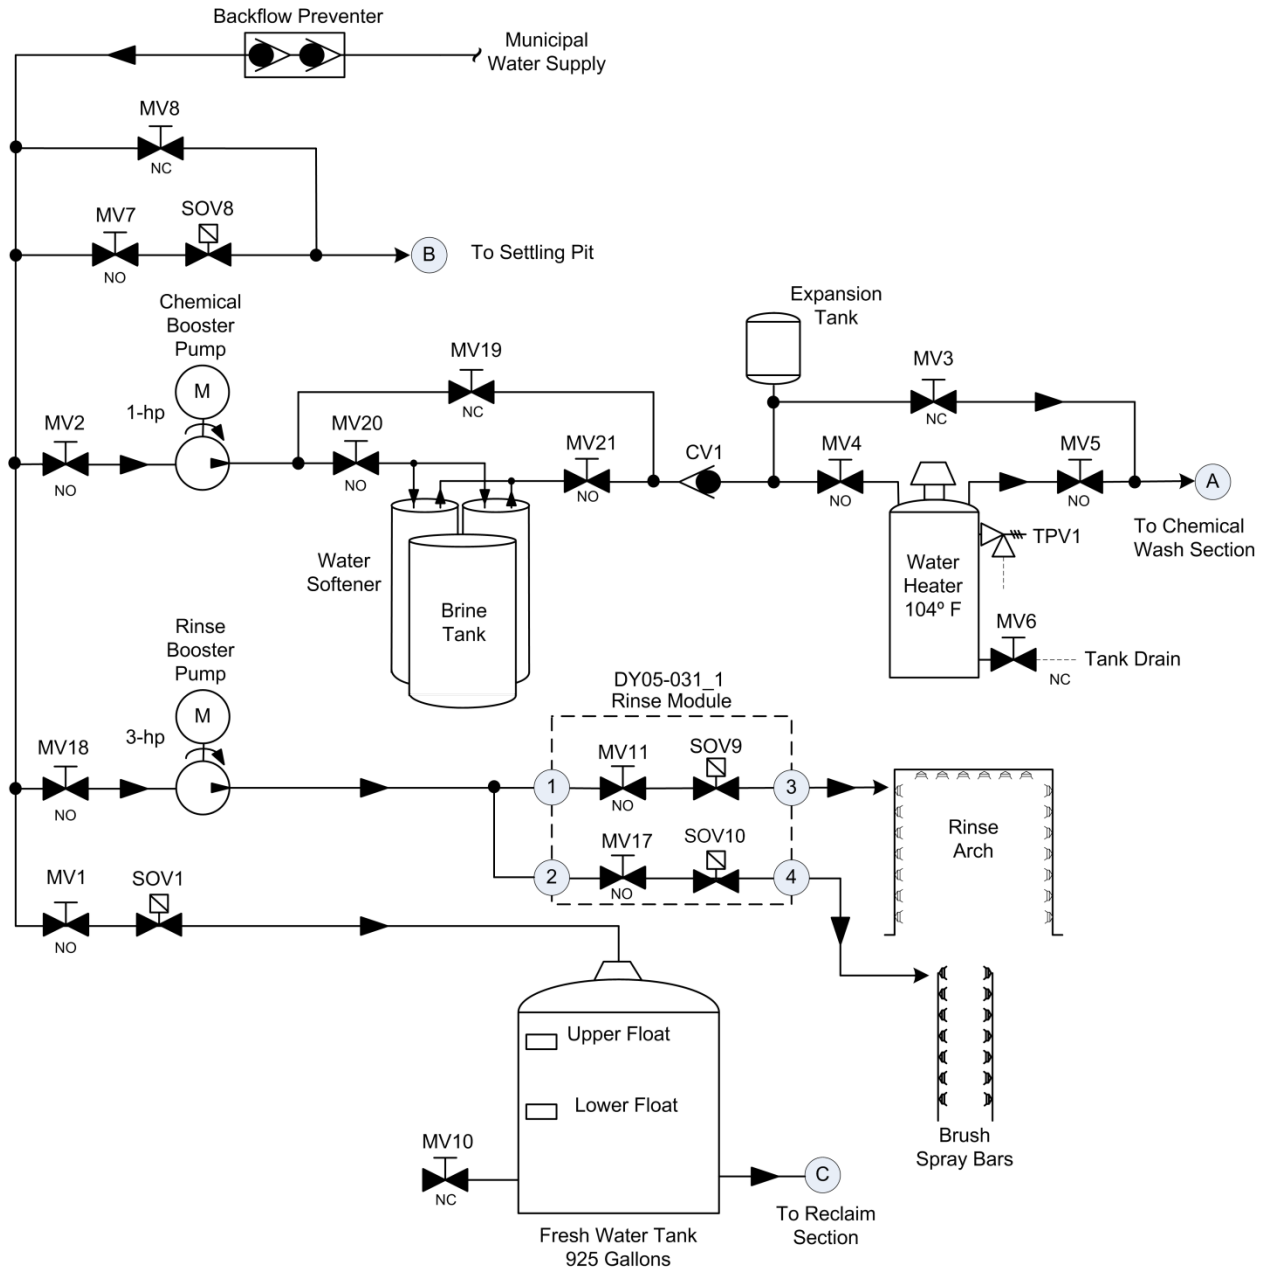 Backflow Preventer
Municipal
Water Supply
MV8
NC
MV7
NO
SOV8
B
To Settling Pit
Chemical
Booster
Pump
M
1-hp
MV2
NO
MV19
NC
MV20
NO
MV21
NO
CV1
Expansion
Tank
MV3
NC
MV4
NO
MV5
NO
A
To Chemical
Wash Section
TPV1
Water
Heater
104º F
MV6
NC
Tank Drain
Water
Softener
Brine
Tank
Rinse
Booster
Pump
M
3-hp
MV18
NO
DY05-031_1
Rinse Module
1
MV11
NO
SOV9
3
2
MV17
NO
SOV10
4
Rinse
Arch
MV1
NO
SOV1
Upper Float
Lower Float
MV10
NC
Fresh Water Tank
925 Gallons
C
To Reclaim
Section
Brush
Spray Bars